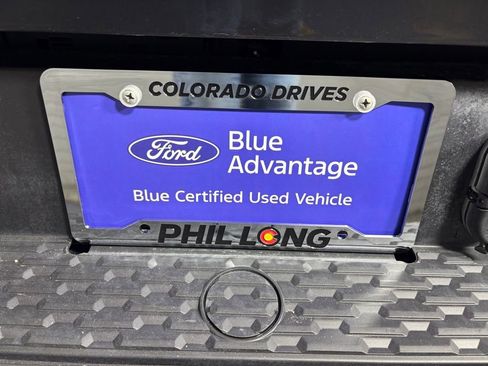 COLORADO DRIVES
Ford
Blue
Advantage
Blue Certified Used Vehicle
PHIL LONG